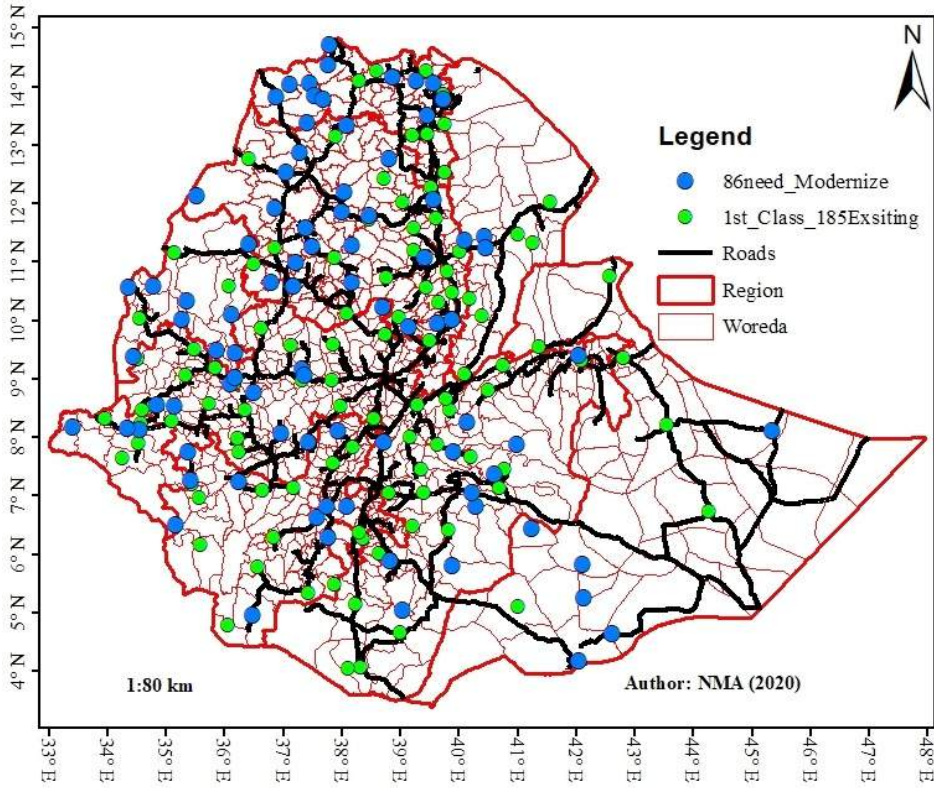 N
Legend
86need_Modernize
1st_Class_185Exsiting
Roads
Region
Woreda
1:80 km
Author: NMA (2020)
15°N
14°N
13°N
12°N
11°N
10°N
9°N
8°N
7°N
6°N
5°N
4°N
33°E
34°E
35°E
36°E
37°E
38°E
39°E
40°E
41°E
42°E
43°E
44°E
45°E
46°E
47°E
48°E